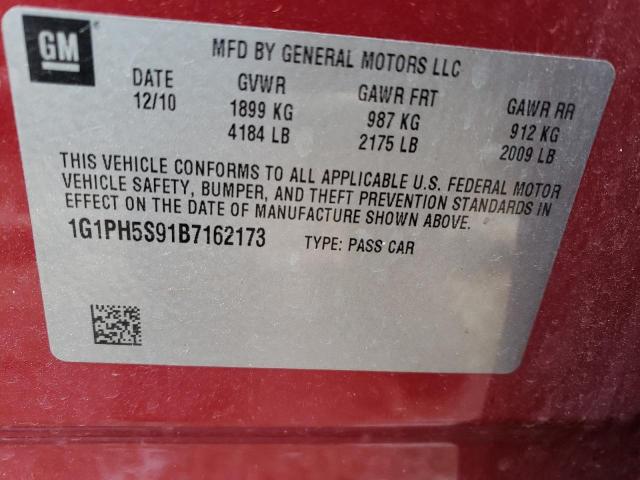 GM
MFD BY GENERAL MOTORS LLC
DATE GVWR GAWR FRT GAWR RR
12/10 1899 KG 987 KG 912 KG
4184 LB 2175 LB 2009 LB
THIS VEHICLE CONFORMS TO ALL APPLICABLE U.S. FEDERAL MOTOR
VEHICLE SAFETY, BUMPER, AND THEFT PREVENTION STANDARDS IN
EFFECT ON THE DATE OF MANUFACTURE SHOWN ABOVE.
1G1PH5S91B7162173 TYPE: PASS CAR